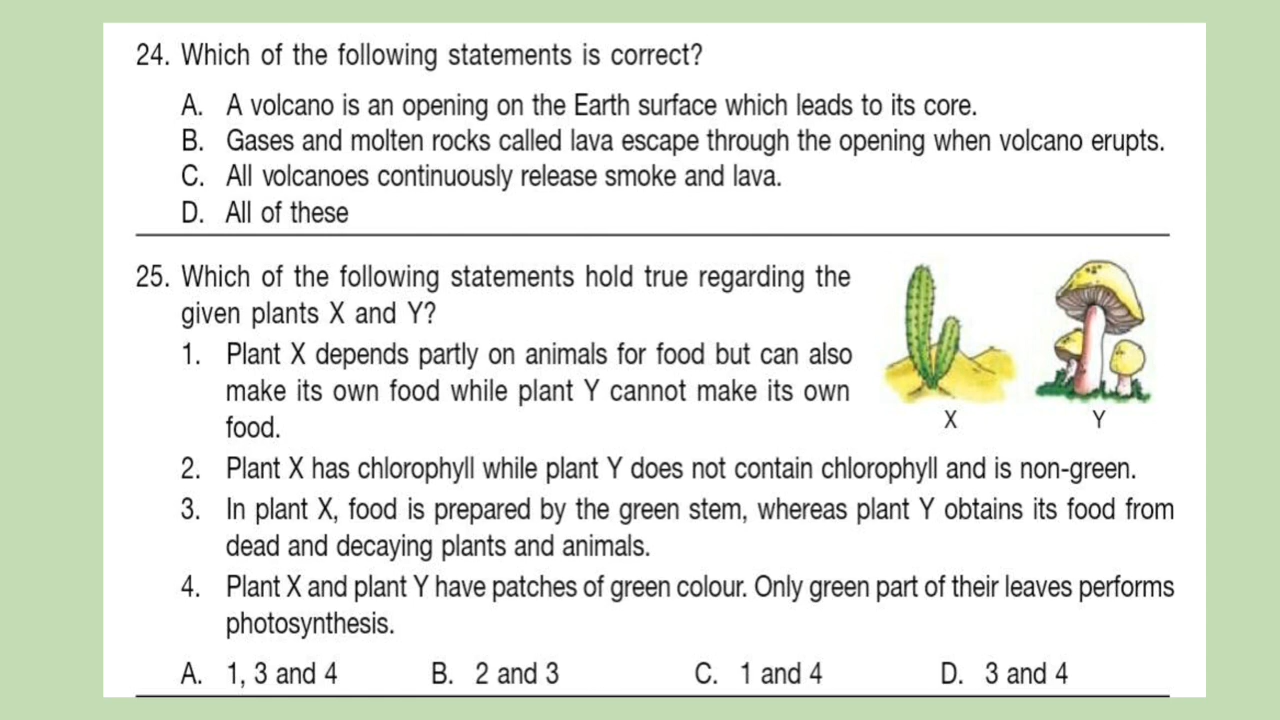 24. Which of the following statements is correct?
A. A volcano is an opening on the Earth surface which leads to its core.
B. Gases and molten rocks called lava escape through the opening when volcano erupts.
C. All volcanoes continuously release smoke and lava.
D. All of these
25. Which of the following statements hold true regarding the
given plants X and Y?
1. Plant X depends partly on animals for food but can also
make its own food while plant Y cannot make its own
food.
X Y
2. Plant X has chlorophyll while plant Y does not contain chlorophyll and is non-green.
3. In plant X, food is prepared by the green stem, whereas plant Y obtains its food from
dead and decaying plants and animals.
4. Plant X and plant Y have patches of green colour. Only green part of their leaves performs
photosynthesis.
A. 1, 3 and 4 B. 2 and 3 C. 1 and 4 D. 3 and 4